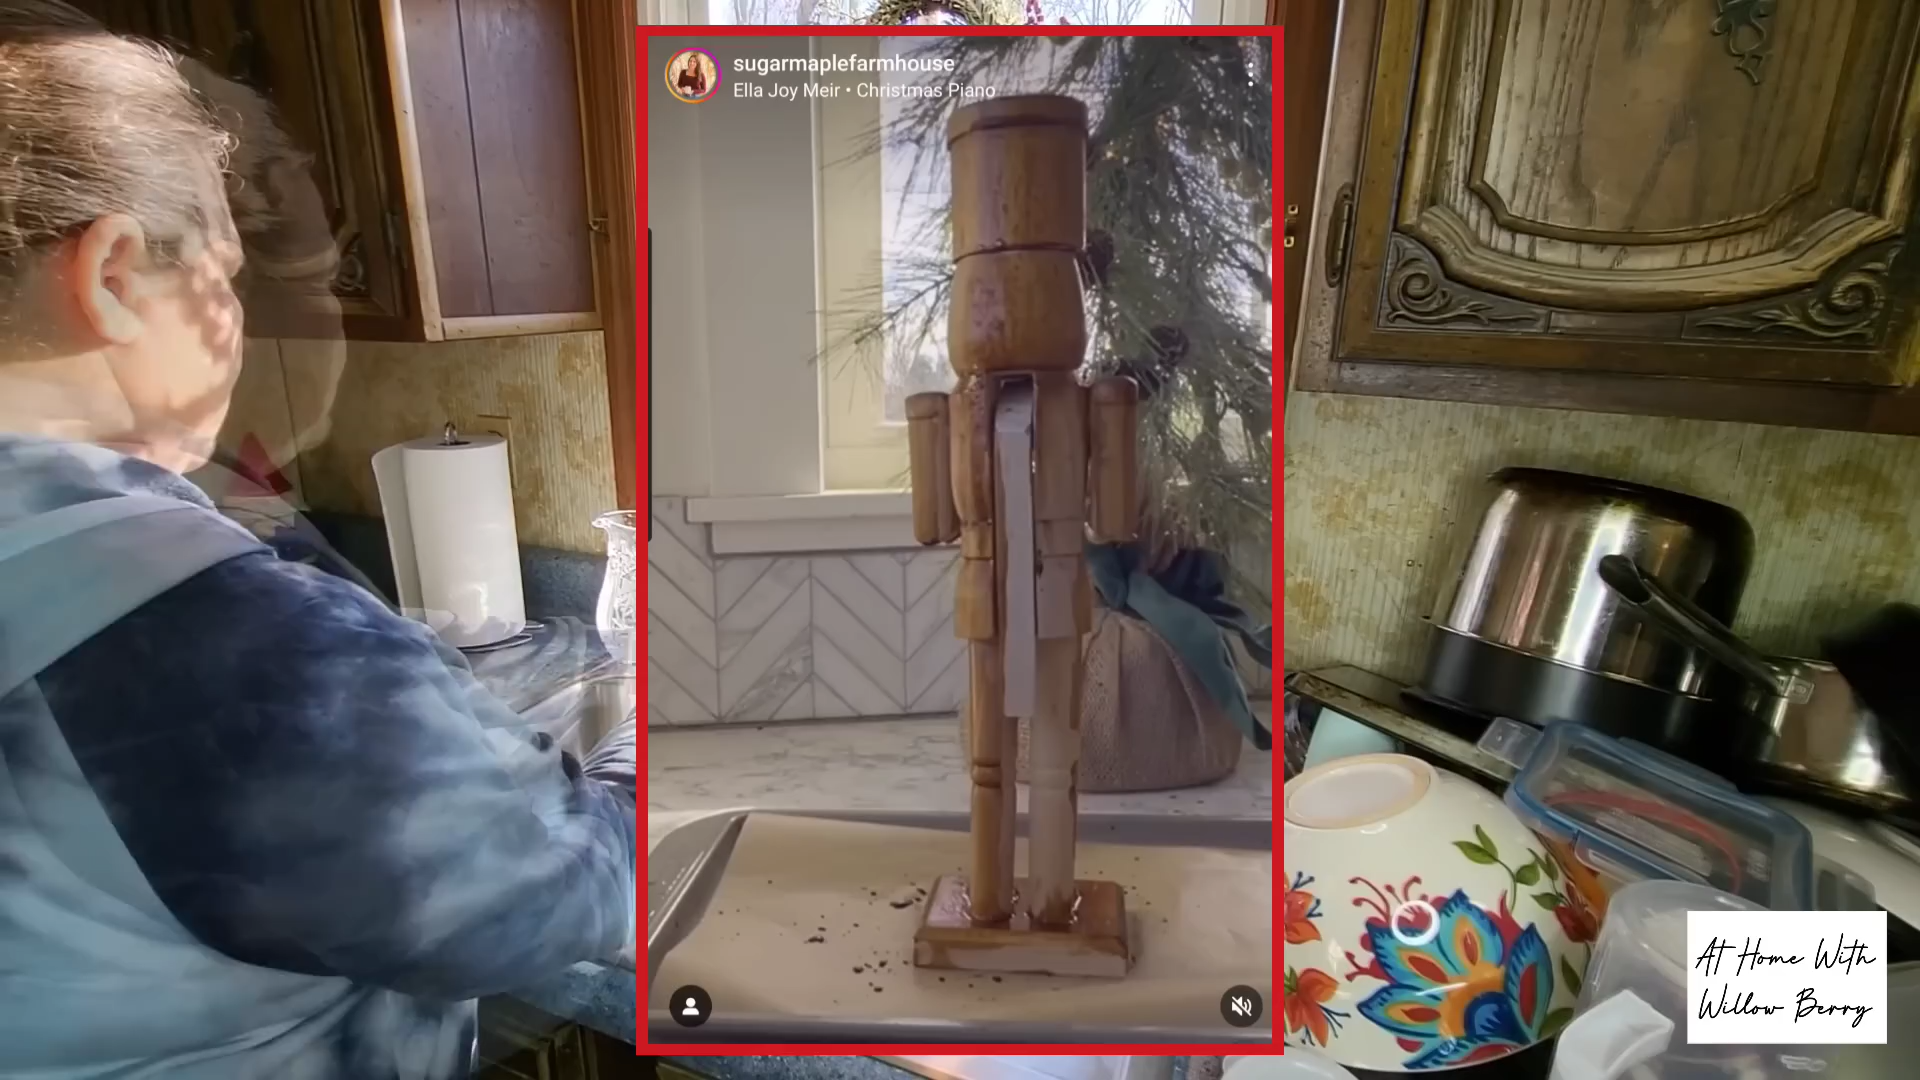 sugarmaplefarmhouse
Ella Joy Meir • Christmas Piano
At Home With
Willow Berry